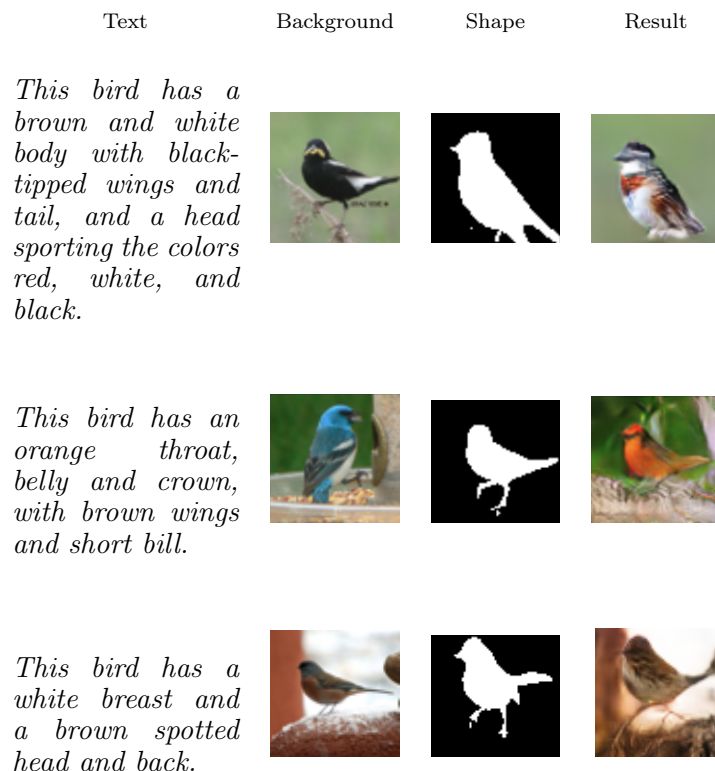 Text Background Shape Result
This bird has a
brown and white
body with black-
tipped wings and
tail, and a head
sporting the colors
red, white, and
black.
This bird has an
orange throat,
belly and crown,
with brown wings
and short bill.
This bird has a
white breast and
a brown spotted
head and back.